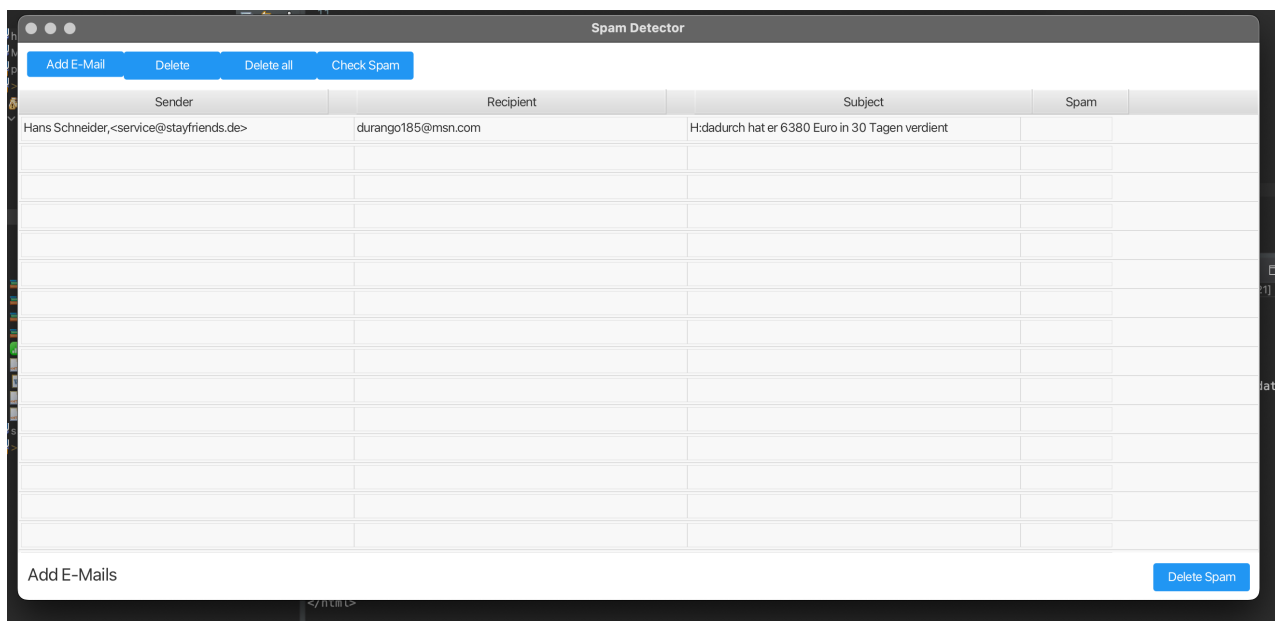 Spam Detector
Add E-Mail Delete Delete all Check Spam
Sender Recipient Subject Spam
Hans Schneider,<service@stayfriends.de> durango185@msn.com H:dadurch hat er 6380 Euro in 30 Tagen verdient
Add E-Mails Delete Spam
</html>